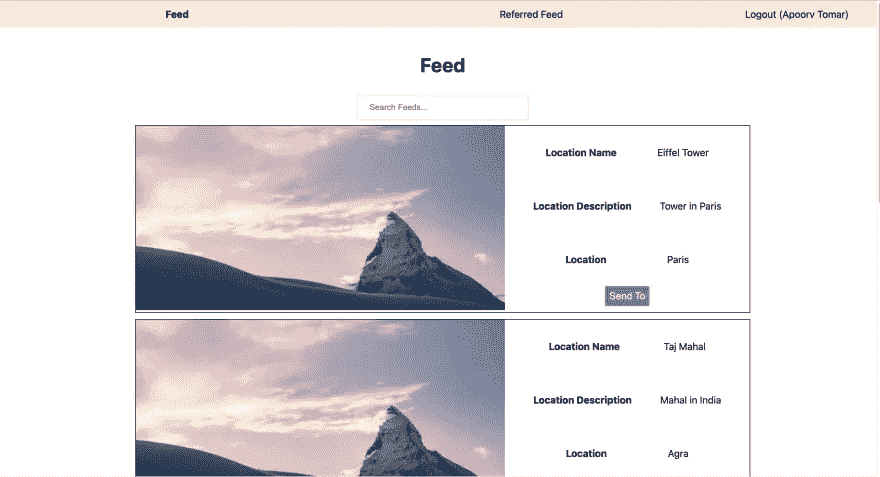 Feed Referred Feed Logout (Apoorv Tomar)
Feed
Search Feeds...
Location Name Eiffel Tower
Location Description Tower in Paris
Location Paris
Send To
Location Name Taj Mahal
Location Description Mahal in India
Location Agra